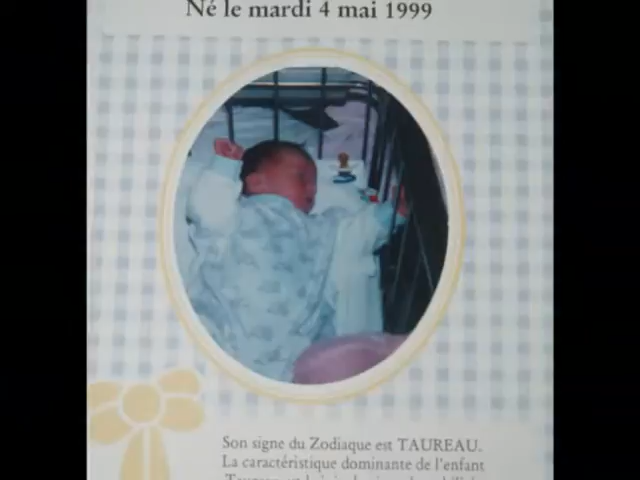 Né le mardi 4 mai 1999
Son signe du Zodiaque est TAUREAU.
La caractéristique dominante de l'enfant